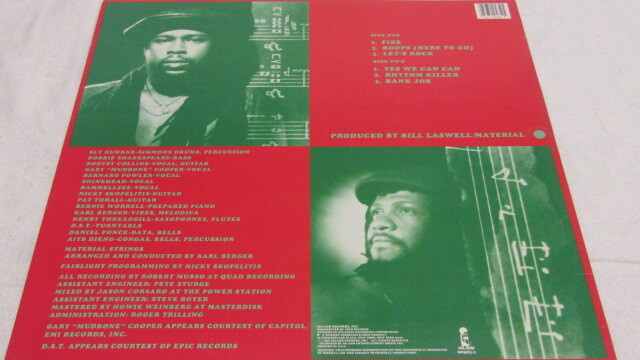 SIDE ONE
1. FIRE
2. BOOPS (HERE TO GO)
3. LET'S ROCK
SIDE TWO
1. YES WE CAN CAN
2. RHYTHM KILLER
3. BANK JOB
PRODUCED BY BILL LASWELL/MATERIAL
SLY DUNBAR-SIMMONS DRUMS, PERCUSSION
ROBBIE SHAKESPEARE-BASS
BOOTSY COLLINS-VOCAL, GUITAR
GARY "MUDBONE" COOPER-VOCAL
BERNARD FOWLER-VOCAL
SHINEHEAD-VOCAL
RAMMELLZEE-VOCAL
NICKY SKOPELITIS-GUITAR
PAT THRALL-GUITAR
BERNIE WORRELL-PREPARED PIANO
KARL BERGER-VIBES, MELODICA
HENRY THREADGILL-SAXOPHONES, FLUTES
D.S.T.-TURNTABLE
DANIEL PONCE-BATA, BELLS
AIYB DIENG-CONGAS, BELLS, PERCUSSION
MATERIAL STRINGS
ARRANGED AND CONDUCTED BY KARL BERGER
FAIRLIGHT PROGRAMMING BY NICKY SKOPELITIS
ALL RECORDING BY ROBERT MUSSO AT QUAD RECORDING
ASSISTANT ENGINEER: PETE STURGE
MIXED BY JASON CORSARO AT THE POWER STATION
ASSISTANT ENGINEER: STEVE BOYER
MASTERED BY HOWIE WEINBERG AT MASTERDISK
ADMINISTRATION: ROGER TRILLING
GARY "MUDBONE" COOPER APPEARS COURTESY OF CAPITOL
EMI RECORDS, INC.
D.S.T. APPEARS COURTESY OF EPIC RECORDS
ISLAND